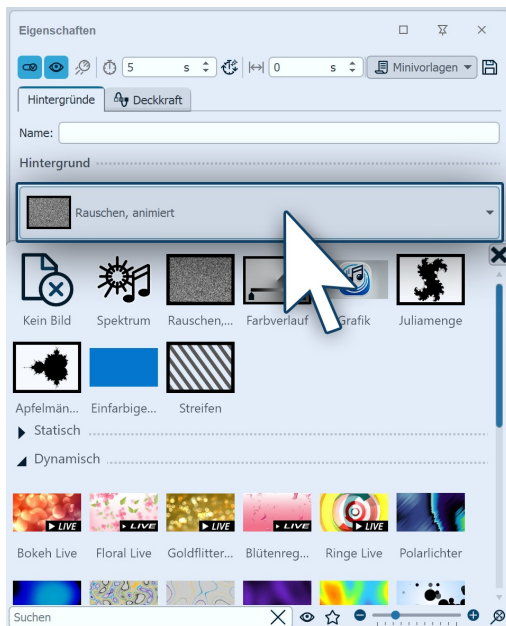 Eigenschaften
5 s 0 s Minivorlagen
Hintergründe Deckkraft
Name:
Hintergrund
Rauschen, animiert
Kein Bild Spektrum Rauschen,... Farbverlauf Grafik Juliamenge
Apfelmän... Einfarbige... Streifen
Statisch
Dynamisch
LIVE LIVE LIVE LIVE LIVE
Bokeh Live Floral Live Goldflitter... Blütenreg... Ringe Live Polarlichter
Suchen